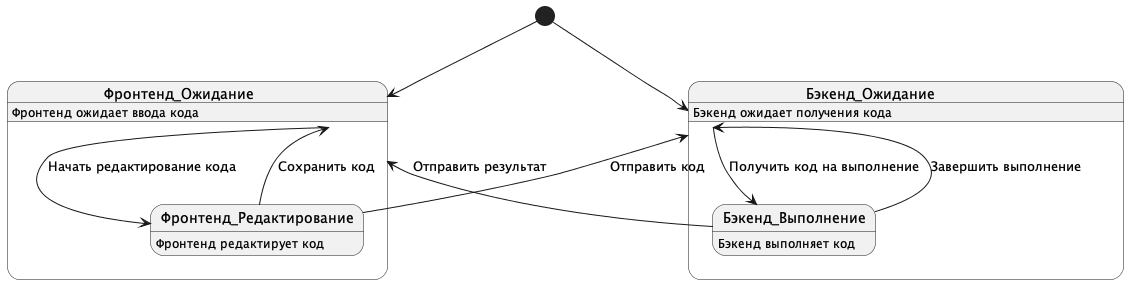 Фронтенд_Ожидание
Фронтенд ожидает ввода кода
Бэкенд_Ожидание
Бэкенд ожидает получения кода
Начать редактирование кода
Сохранить код
Отправить результат
Отправить код
Получить код на выполнение
Завершить выполнение
Фронтенд_Редактирование
Фронтенд редактирует код
Бэкенд_Выполнение
Бэкенд выполняет код